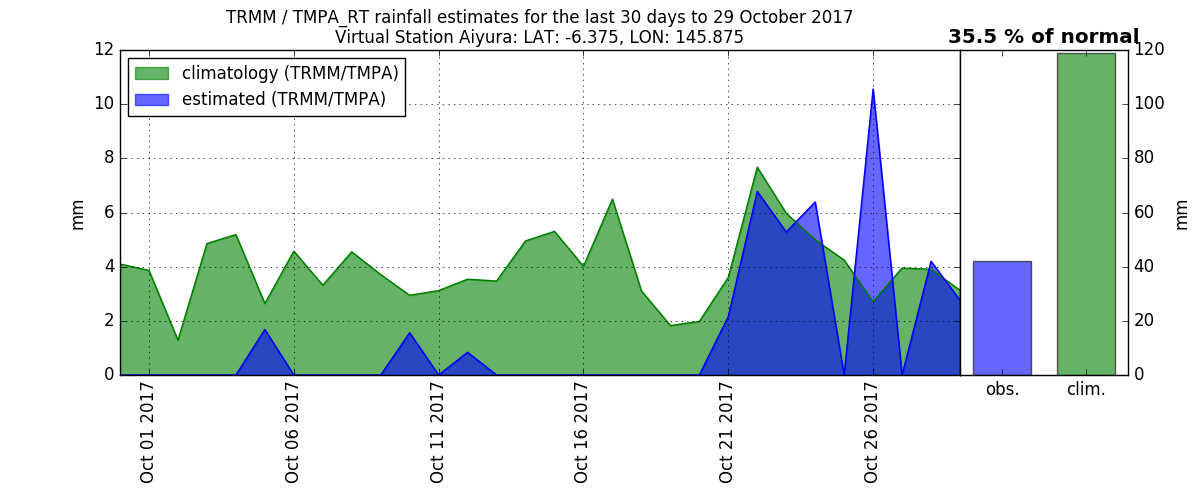 TRMM / TMPA_RT rainfall estimates for the last 30 days to 29 October 2017
Virtual Station Aiyura: LAT: -6.375, LON: 145.875
35.5 % of normal
climatology (TRMM/TMPA)
estimated (TRMM/TMPA)
12
10
8
6
4
2
0
mm
Oct 01 2017
Oct 06 2017
Oct 11 2017
Oct 16 2017
Oct 21 2017
Oct 26 2017
obs.
clim.
120
100
80
60
40
20
0
mm